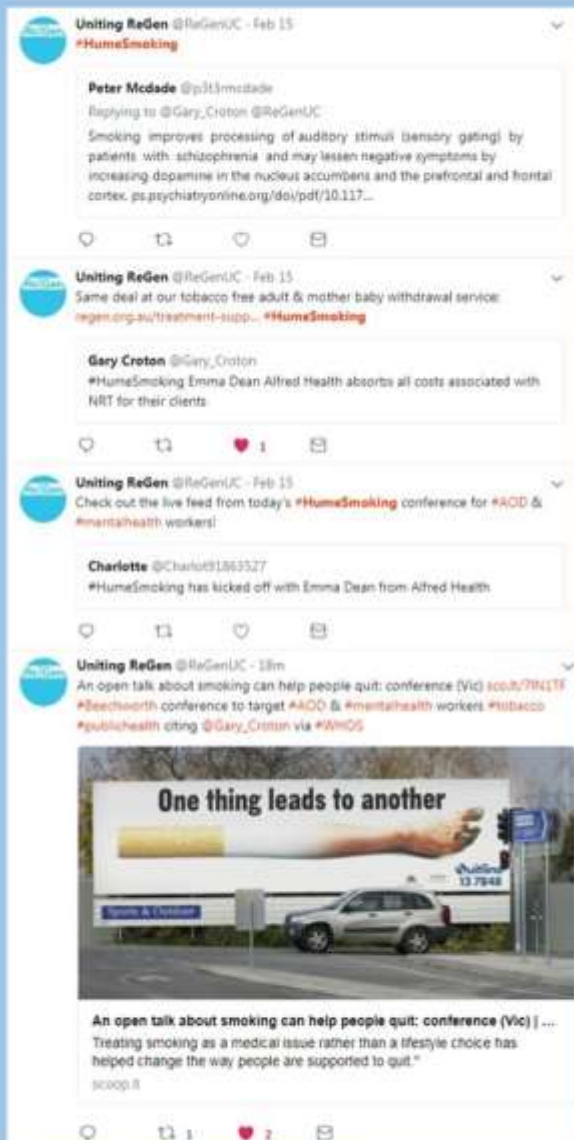 Uniting ReGen @ReGenUC · Feb 15
#HumeSmoking
Peter Mcdade @p3t3rmcdade
Replying to @Gary_Croton @ReGenUC
Smoking improves processing of auditory stimuli (sensory gating) by
patients with schizophrenia and may lessen negative symptoms by
increasing dopamine in the nucleus accumbens and the prefrontal and frontal
cortex. ps.psychiatryonline.org/doi/pdf/10.117...
Uniting ReGen @ReGenUC · Feb 15
Same deal at our tobacco free adult & mother baby withdrawal service:
regen.org.au/treatment-supp... #HumeSmoking
Gary Croton @Gary_Croton
#HumeSmoking Emma Dean Alfred Health absorbs all costs associated with
NRT for their clients
1
Uniting ReGen @ReGenUC · Feb 15
Check out the live feed from today's #HumeSmoking conference for #AOD &
#mentalhealth workers!
Charlotte @Charlot91863527
#HumeSmoking has kicked off with Emma Dean from Alfred Health
Uniting ReGen @ReGenUC · 18m
An open talk about smoking can help people quit: conference (Vic)
#Beechworth conference to target #AOD & #mentalhealth workers #tobacco
#publichealth citing @Gary_Croton via #WHOS
One thing leads to another
Quitline
13 7848
Sports & Outdoor
An open talk about smoking can help people quit: conference (Vic) | ...
Treating smoking as a medical issue rather than a lifestyle choice has
helped change the way people are supported to quit."
scoop.it
1 2